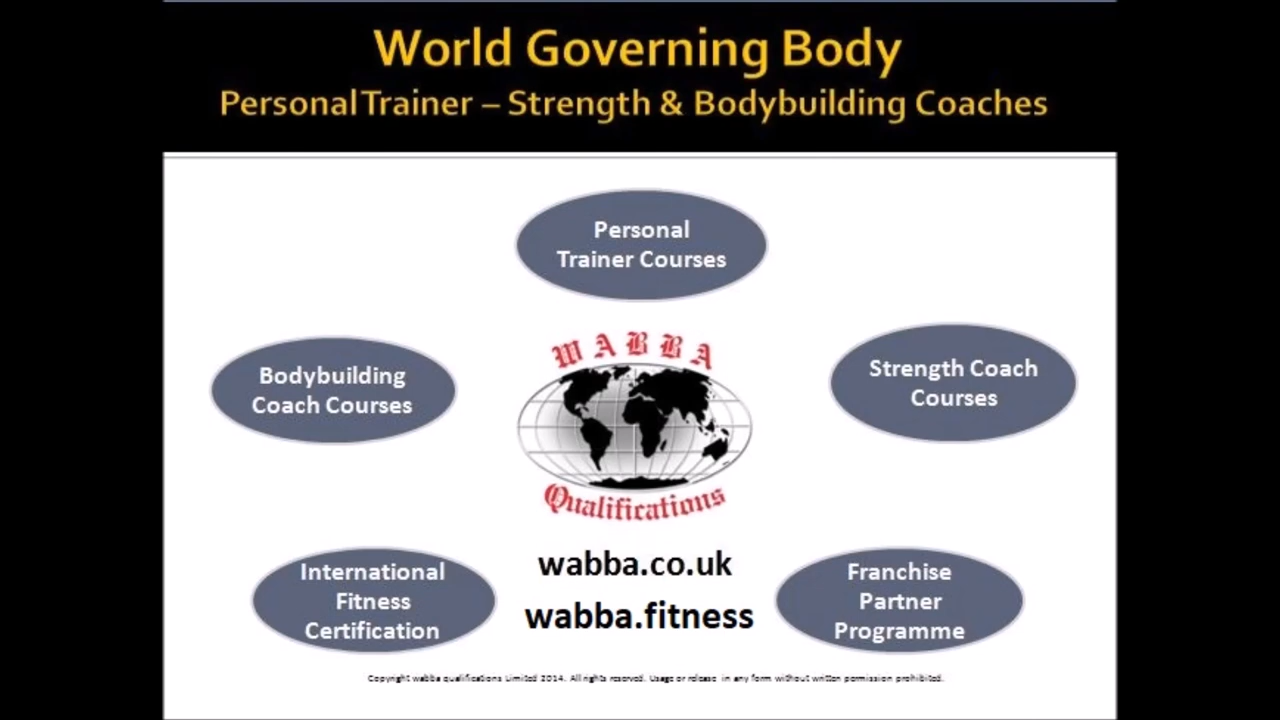 World Governing Body
Personal Trainer – Strength & Bodybuilding Coaches
Personal
Trainer Courses
Bodybuilding
Coach Courses
WABBA
Qualifications
Strength Coach
Courses
International
Fitness
Certification
wabba.co.uk
wabba.fitness
Franchise
Partner
Programme
Copyright wabba qualifications Limited 2014. All rights reserved. Usage or release in any form without written permission prohibited.